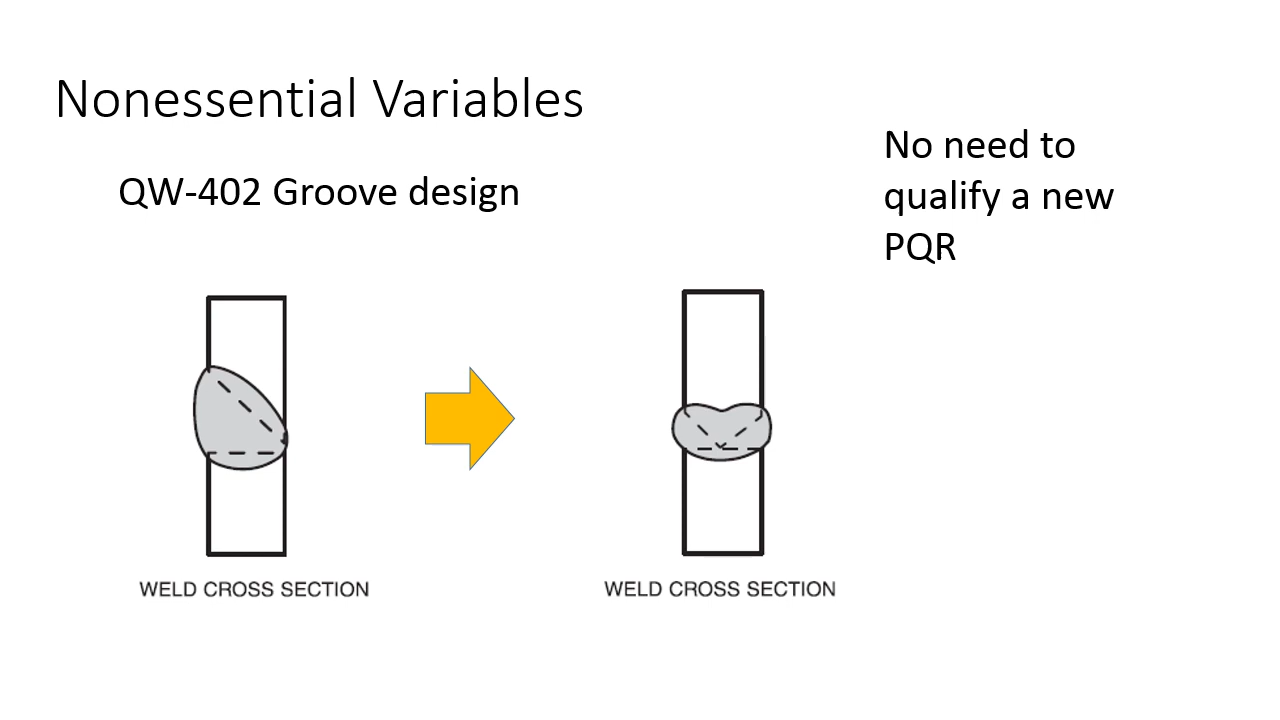 Nonessential Variables
QW-402 Groove design
No need to
qualify a new
PQR
WELD CROSS SECTION
WELD CROSS SECTION